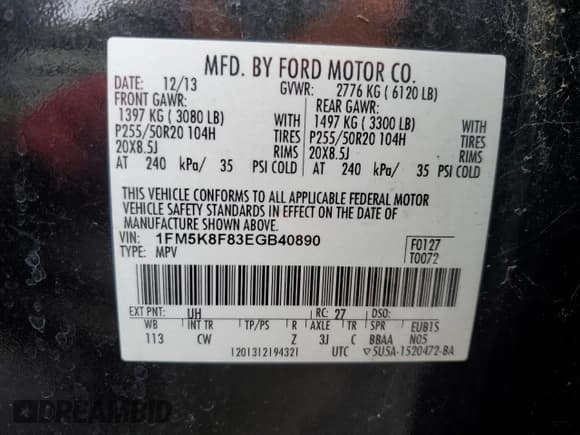 MFD. BY FORD MOTOR CO.
DATE: 12/13 GVWR: 2776 KG ( 6120 LB)
FRONT GAWR: REAR GAWR:
1397 KG ( 3080 LB) WITH 1497 KG ( 3300 LB) WITH
P255/50R20 104H TIRES P255/50R20 104H TIRES
20X8.5J RIMS 20X8.5J RIMS
AT 240 kPa/ 35 PSI COLD AT 240 kPa/ 35 PSI COLD
THIS VEHICLE CONFORMS TO ALL APPLICABLE FEDERAL MOTOR
VEHICLE SAFETY STANDARDS IN EFFECT ON THE DATE OF
MANUFACTURE SHOWN ABOVE.
VIN: 1FM5K8F83EGB40890 F0127
TYPE: MPV T0072
EXT PNT: UH RC: 27 DSO:
WB INT TR TP/PS R AXLE TR SPR EU81S
113 CW Z 3J C BBAA N05
1201312194321 UTC ▽5U5A-1520472-BA
DREAMBID